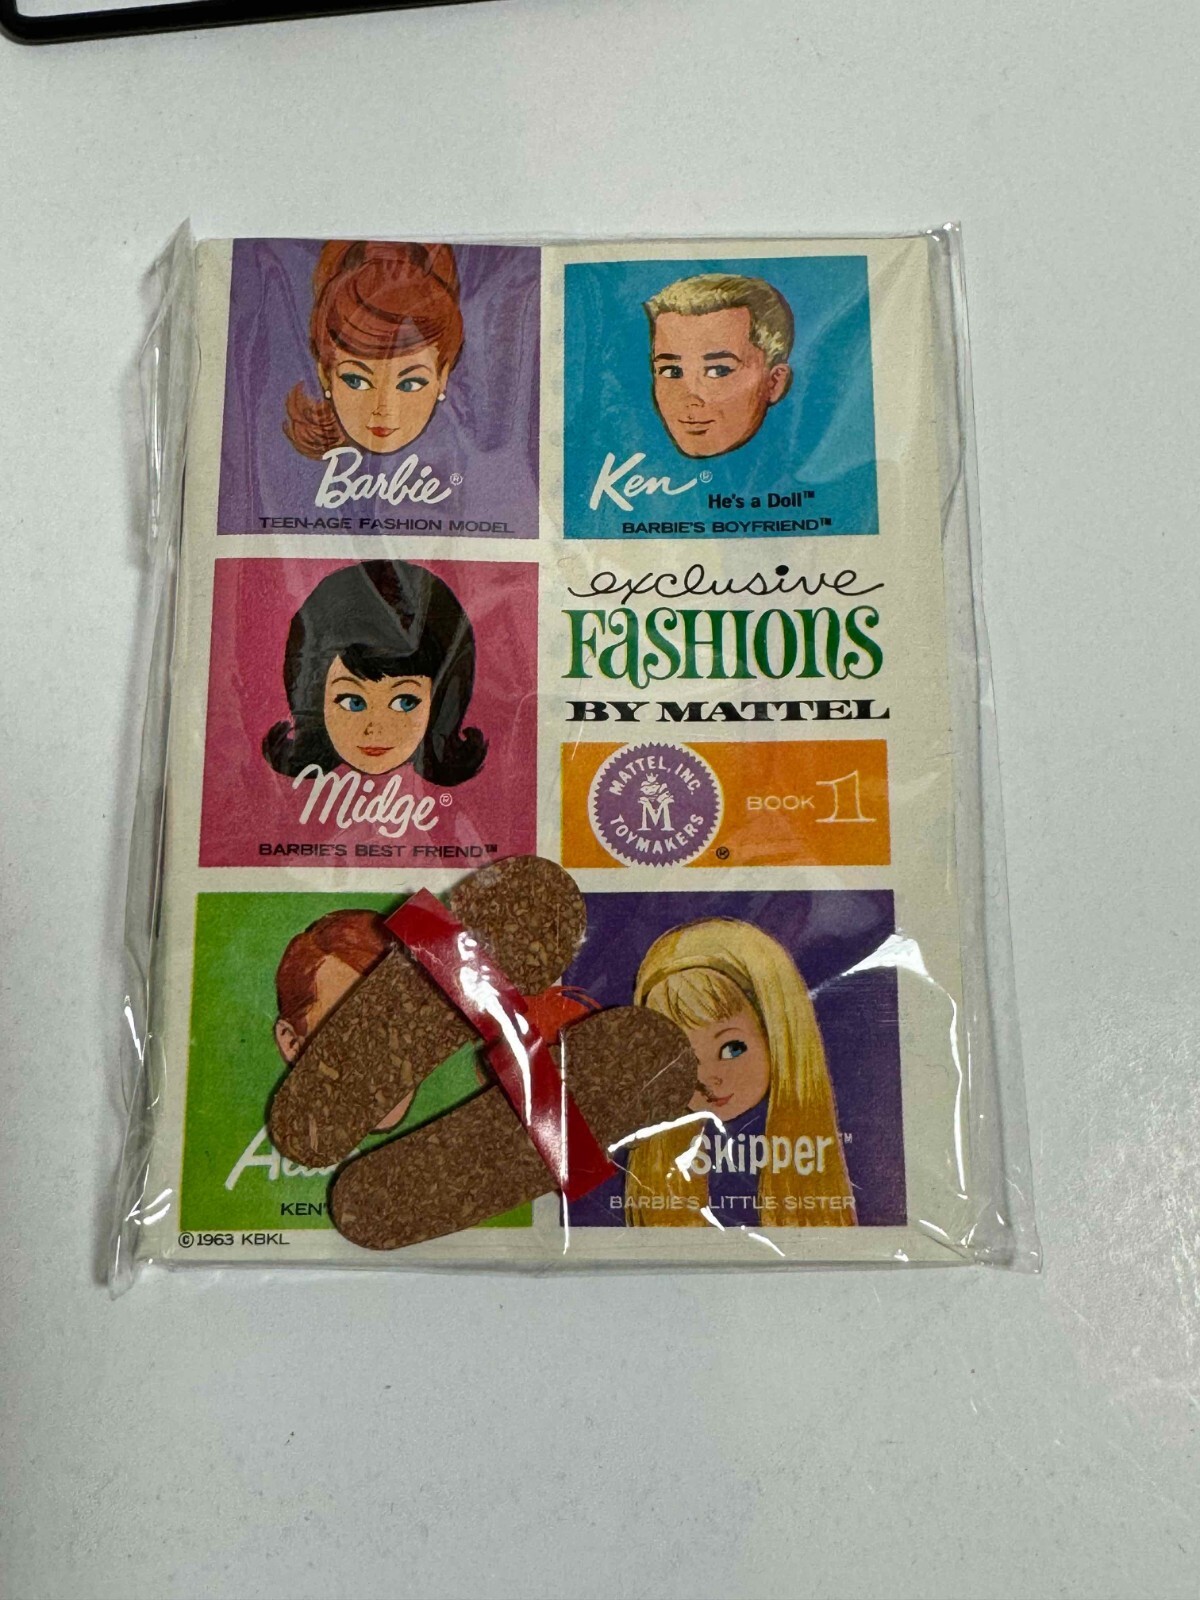 Barbie®
TEEN-AGE FASHION MODEL
Ken®
He's a Doll™
BARBIE'S BOYFRIEND™
exclusive
FASHIONS
BY MATTEL
Midge®
BARBIE'S BEST FRIEND™
MATTEL, INC.
M
TOYMAKERS
®
BOOK 1
KEN'
Skipper™
BARBIE'S LITTLE SISTER
©1963 KBKL